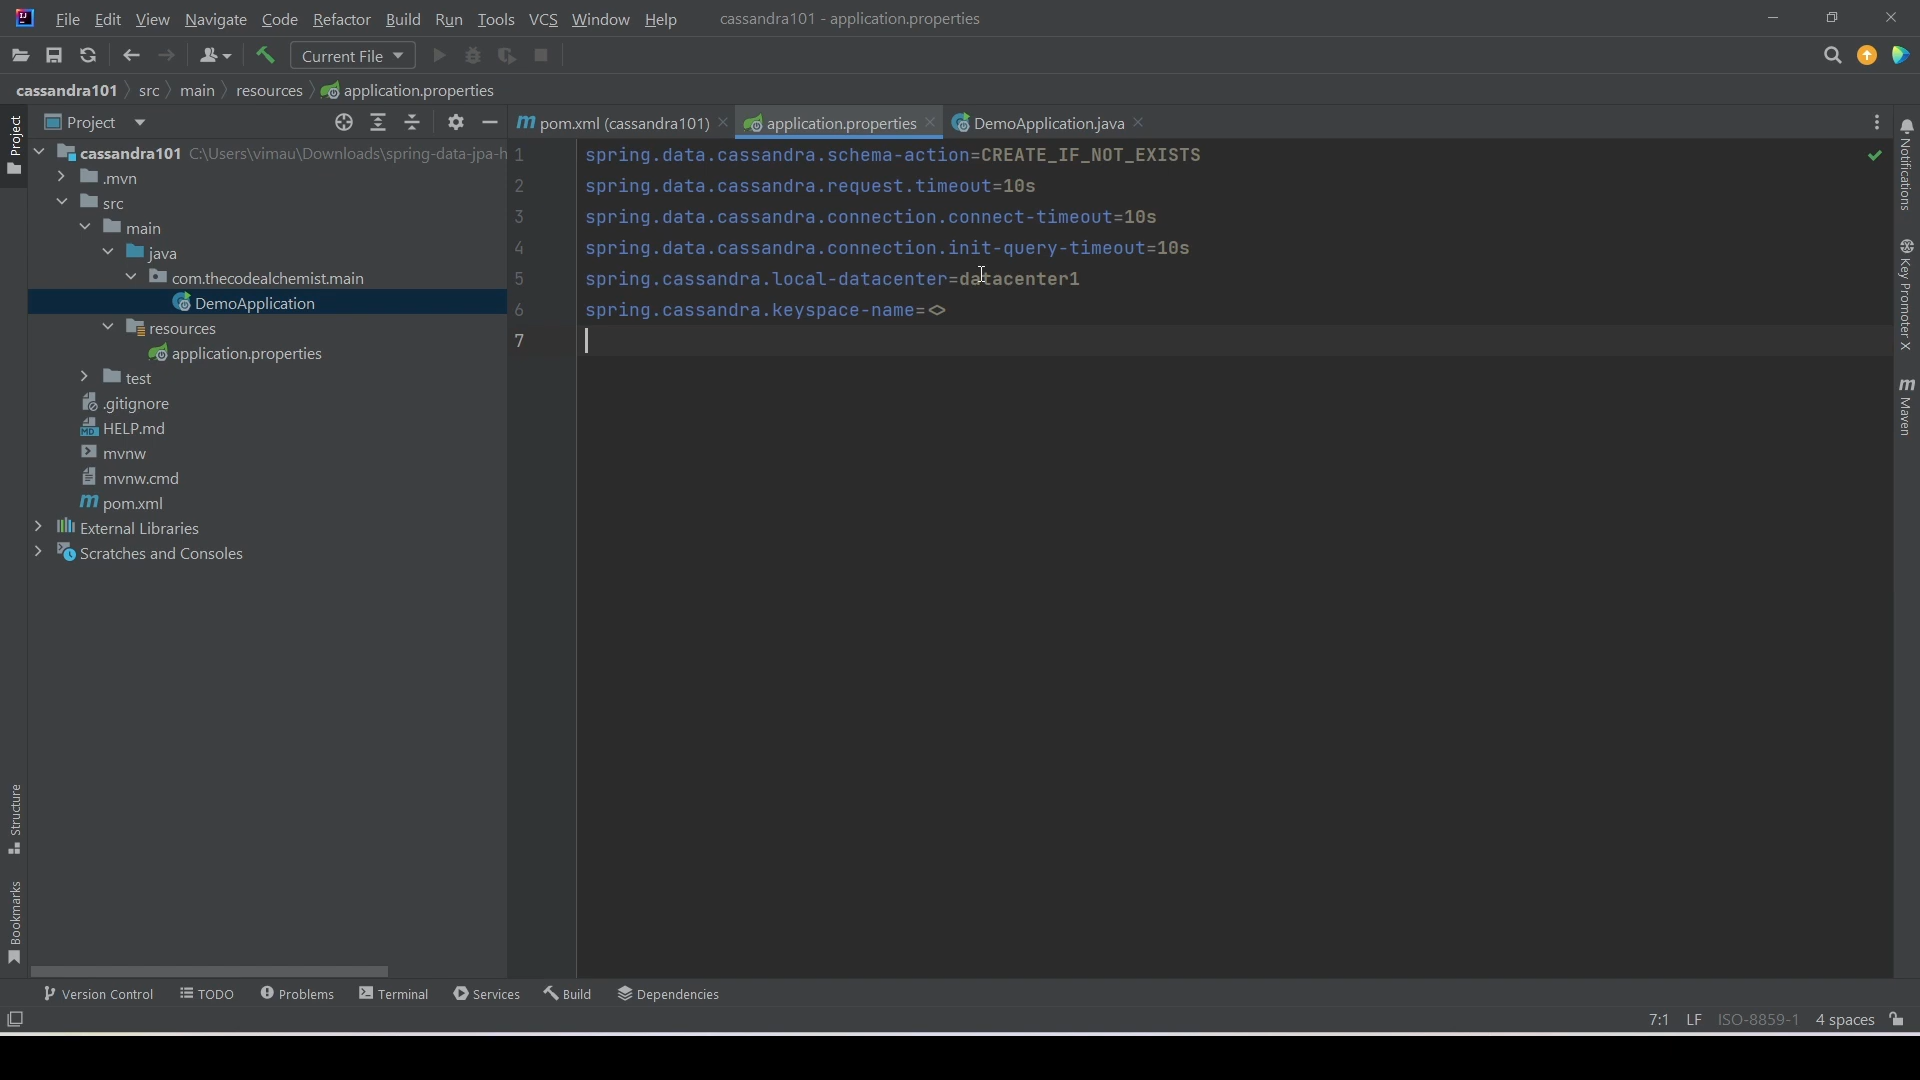 File Edit View Navigate Code Refactor Build Run Tools VCS Window Help cassandra101 - application.properties
Current File
cassandra101 src main resources application.properties
Project
pom.xml (cassandra101) application.properties DemoApplication.java
Project
cassandra101 C:\Users\vimau\Downloads\spring-data-jpa-h
.mvn
src
main
java
com.thecodealchemist.main
DemoApplication
resources
application.properties
test
.gitignore
HELP.md
mvnw
mvnw.cmd
pom.xml
External Libraries
Scratches and Consoles
1 spring.data.cassandra.schema-action=CREATE_IF_NOT_EXISTS
2 spring.data.cassandra.request.timeout=10s
3 spring.data.cassandra.connection.connect-timeout=10s
4 spring.data.cassandra.connection.init-query-timeout=10s
5 spring.cassandra.local-datacenter=datacenter1
6 spring.cassandra.keyspace-name=<>
7
Notifications
Key Promoter X
Maven
Structure
Bookmarks
Version Control TODO Problems Terminal Services Build Dependencies
7:1 LF ISO-8859-1 4 spaces